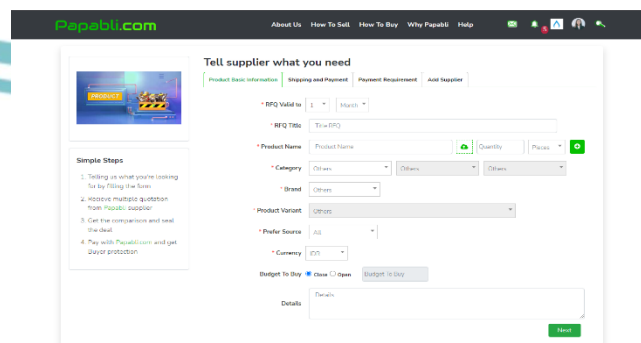 Papabli.com
About Us How To Sell How To Buy Why Papabli Help
Tell supplier what you need
Product Basic Information Shipping and Payment Payment Requirement Add Supplier
PRODUCT
* RFQ Valid to 1 March
* RFQ Title Title RFQ
* Product Name Product Name Quantity Pieces
* Category Others Others Others
* Brand Others
* Product Variant Others
* Prefer Source All
* Currency IDR
Budget To Buy Close Open Budget To Buy
Details Details
Next
Simple Steps
1. Telling us what you're looking
for by filling the form
2. Recieve multiple quotation
from Papabli supplier
3. Get the comparison and seal
the deal
4. Pay with Papabli.com and get
Buyer protection